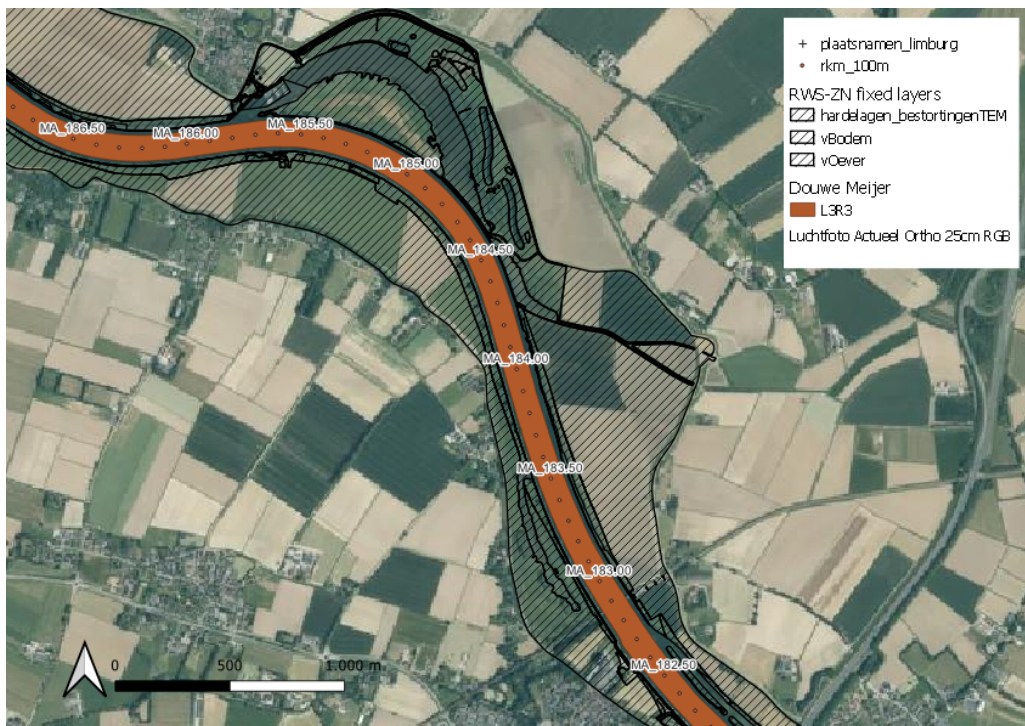 plaatsnamen_limburg
rkm_100m
RWS-ZN fixed layers
hardelagen_bestortingenTEM
vBodem
vOever
Douwe Meijer
L3R3
Luchtfoto Actueel Ortho 25cm RGB
MA_186.50
MA_186.00
MA_185.50
MA_185.00
MA_184.50
MA_184.00
MA_183.50
MA_183.00
MA_182.50
0 500 1.000 m